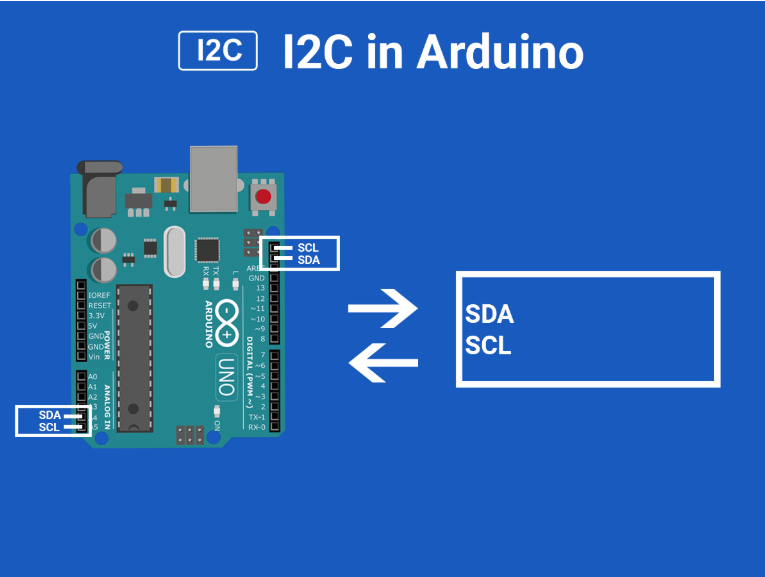 I2C
I2C in Arduino
SCL
SDA
AREF
GND
13
12
~11
~10
~9
8
7
~6
~5
4
~3
2
TX-1
RX-0
IOREF
RESET
3.3V
5V
GND
GND
Vin
POWER
A0
A1
A2
A3
A4
A5
ANALOG IN
SDA
SCL
RX
TX
L
ARDUINO
UNO
DIGITAL (PWM ~)
ON
SDA
SCL